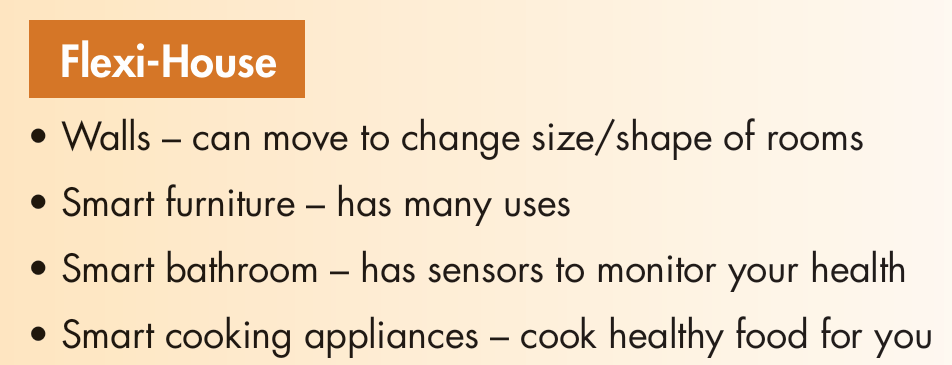 Flexi-House
• Walls – can move to change size/shape of rooms
• Smart furniture – has many uses
• Smart bathroom – has sensors to monitor your health
• Smart cooking appliances – cook healthy food for you